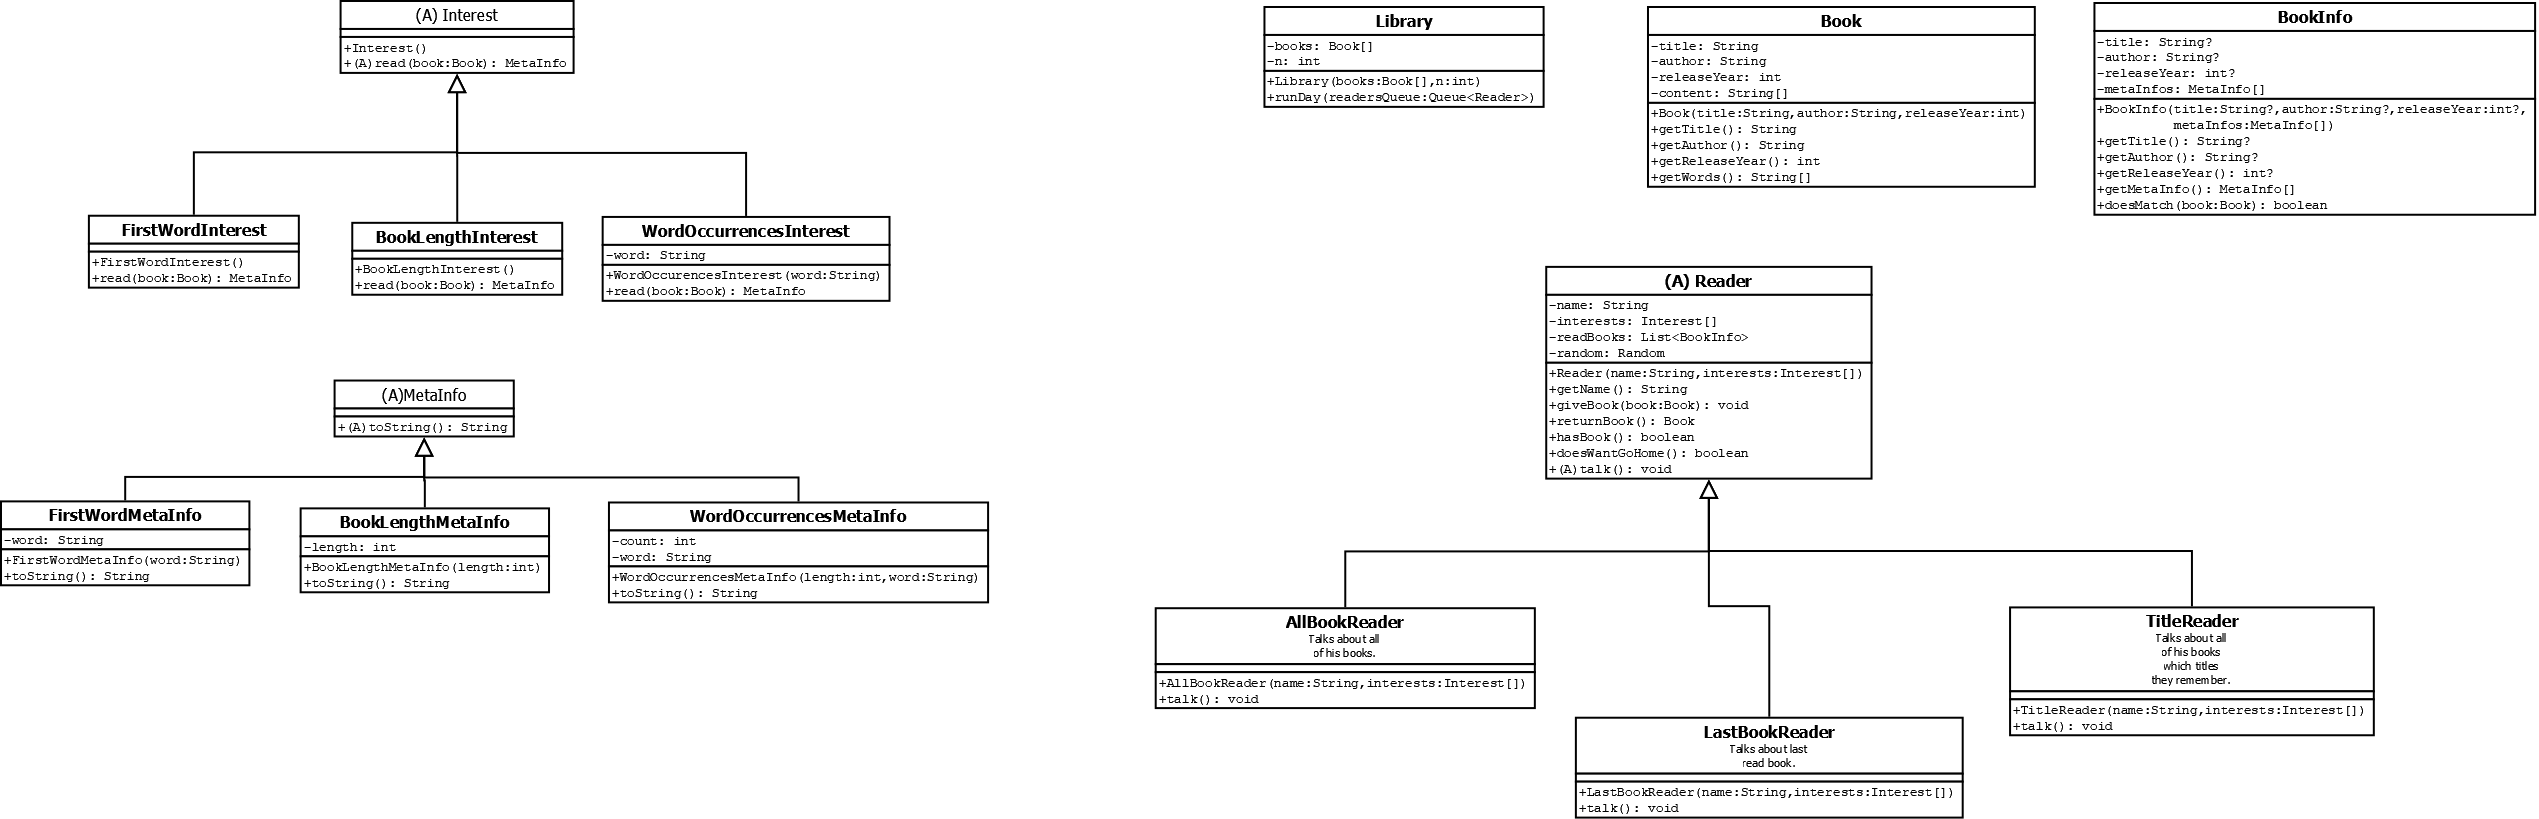 (A) Interest
+Interest()
+(A)read(book:Book): MetaInfo
FirstWordInterest
+FirstWordInterest()
+read(book:Book): MetaInfo
BookLengthInterest
+BookLengthInterest()
+read(book:Book): MetaInfo
WordOccurrencesInterest
-word: String
+WordOccurencesInterest(word:String)
+read(book:Book): MetaInfo
(A)MetaInfo
+(A)toString(): String
FirstWordMetaInfo
-word: String
+FirstWordMetaInfo(word:String)
+toString(): String
BookLengthMetaInfo
-length: int
+BookLengthMetaInfo(length:int)
+toString(): String
WordOccurrencesMetaInfo
-count: int
-word: String
+WordOccurrencesMetaInfo(length:int,word:String)
+toString(): String
Library
-books: Book[]
-n: int
+Library(books:Book[],n:int)
+runDay(readersQueue:Queue<Reader>)
Book
-title: String
-author: String
-releaseYear: int
-content: String[]
+Book(title:String,author:String,releaseYear:int)
+getTitle(): String
+getAuthor(): String
+getReleaseYear(): int
+getWords(): String[]
BookInfo
-title: String?
-author: String?
-releaseYear: int?
-metaInfos: MetaInfo[]
+BookInfo(title:String?,author:String?,releaseYear:int?,
metaInfos:MetaInfo[])
+getTitle(): String?
+getAuthor(): String?
+getReleaseYear(): int?
+getMetaInfo(): MetaInfo[]
+doesMatch(book:Book): boolean
(A) Reader
-name: String
-interests: Interest[]
-readBooks: List<BookInfo>
-random: Random
+Reader(name:String,interests:Interest[])
+getName(): String
+giveBook(book:Book): void
+returnBook(): Book
+hasBook(): boolean
+doesWantGoHome(): boolean
+(A)talk(): void
AllBookReader
Talks about all
of his books.
+AllBookReader(name:String,interests:Interest[])
+talk(): void
LastBookReader
Talks about last
read book.
+LastBookReader(name:String,interests:Interest[])
+talk(): void
TitleReader
Talks about all
of his books
which titles
they remember.
+TitleReader(name:String,interests:Interest[])
+talk(): void